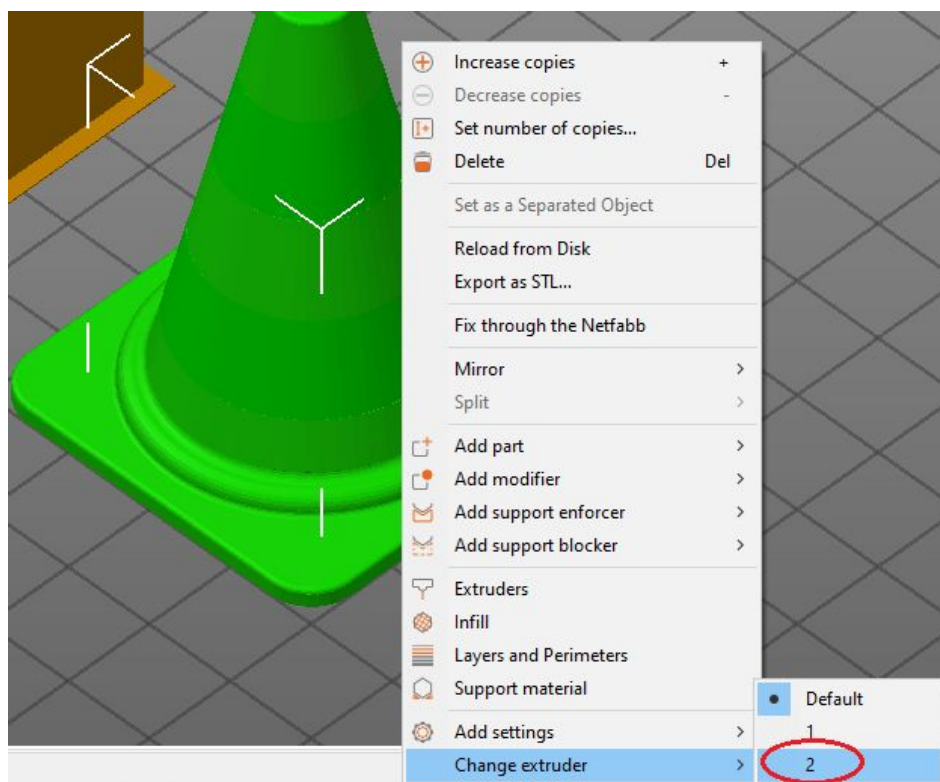 Increase copies +
Decrease copies -
Set number of copies...
Delete Del
Set as a Separated Object
Reload from Disk
Export as STL...
Fix through the Netfabb
Mirror >
Split >
Add part >
Add modifier >
Add support enforcer >
Add support blocker >
Extruders
Infill
Layers and Perimeters
Support material
Add settings >
Change extruder >
Default
1
2